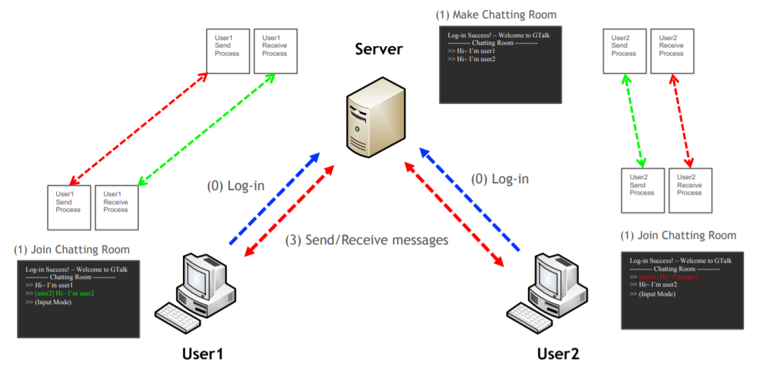 (1) Make Chatting Room
Log-in Success! – Welcome to GTalk
---------- Chatting Room ----------
>> Hi~ I'm user1
>> Hi~ I'm user2
User1
Send
Process
User1
Receive
Process
Server
User2
Send
Process
User2
Receive
Process
(0) Log-in
(0) Log-in
User1
Send
Process
User1
Receive
Process
User2
Send
Process
User2
Receive
Process
(1) Join Chatting Room
(3) Send/Receive messages
(1) Join Chatting Room
Log-in Success! – Welcome to GTalk
---------- Chatting Room ----------
>> Hi~ I'm user1
>> [user2] Hi~ I'm user2
>> (Input Mode)
Log-in Success! – Welcome to GTalk
---------- Chatting Room ----------
>> [user1] Hi~ I'm user1
>> Hi~ I'm user2
>> (Input Mode)
User1
User2